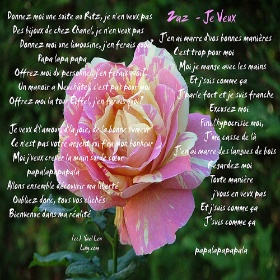 Zaz - Je Veux
Donnez moi une suite au Ritz, je n'en veux pas
Des bijoux de chez Chanel, je n'en veux pas
Donnez moi une limousine, j'en ferais quoi
Papa lapa papa
Offrez moi du personnel, j'en ferais quoi
Un manoir a Neuchâtel, c'est pas pour moi
Offrez moi la tour Eiffel, j'en ferais quoi
Je veux d'l'amour, d'la joie, de la bonne humeur
Ce n'est pas votre argent qui f'ra mon bonheur
Moi j'veux crever la main sur le cœur
papalapapapala
Allons ensemble découvrir ma liberté
Oubliez donc, tous vos clichés
Bienvenue dans ma réalité
(cc) Yaël Len
J'en ai marre d'vos bonnes manières
C'est trop pour moi
Moi je mange avec les mains
Et j'suis comme ça
parle fort et je suis franche
Excusez moi
Fini l'hypocrisie moi,
J'me casse de là
J'en ai marre des langues de bois
Regardez moi
Toute manière
j'vous en veux pas
Et j'suis comme ça
J'suis comme ça
papalapapapala